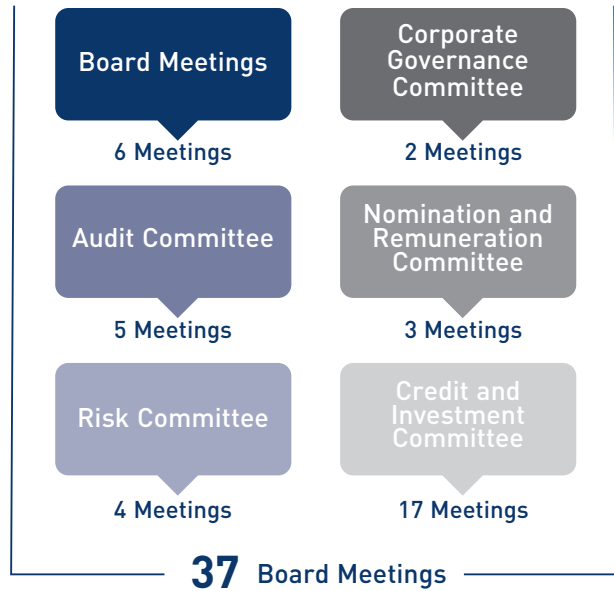 Board Meetings
6 Meetings
Corporate
Governance
Committee
2 Meetings
Audit Committee
5 Meetings
Nomination and
Remuneration
Committee
3 Meetings
Risk Committee
4 Meetings
Credit and
Investment
Committee
17 Meetings
37 Board Meetings